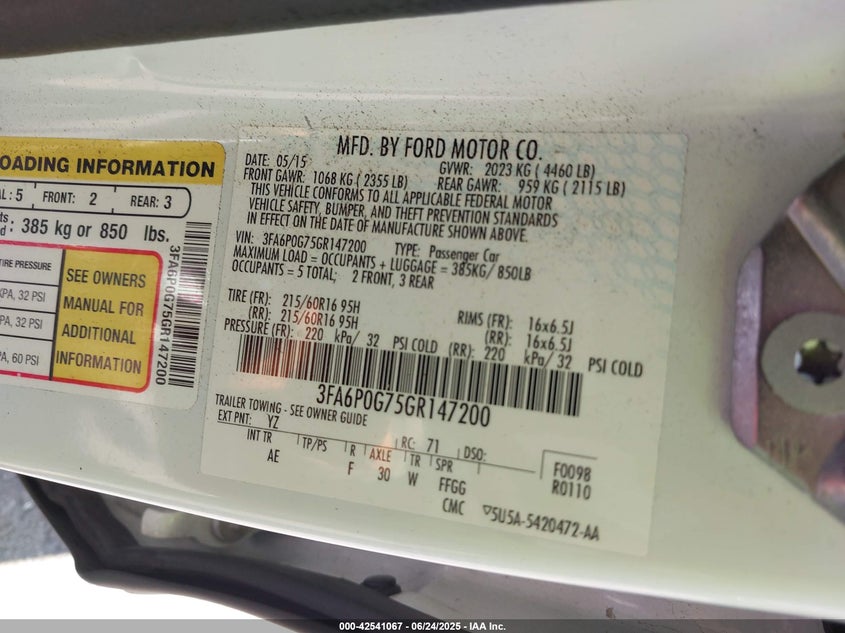 OADING INFORMATION
AL : 5 FRONT: 2 REAR: 3
385 kg or 850 lbs.
TIRE PRESSURE
KPA, 32 PSI
PA, 32 PSI
PA, 60 PSI
SEE OWNERS
MANUAL FOR
ADDITIONAL
INFORMATION
3FA6P0G75GR147200
MFD. BY FORD MOTOR CO.
DATE: 05/15 GVWR: 2023 KG ( 4460 LB)
FRONT GAWR: 1068 KG ( 2355 LB) REAR GAWR: 959 KG ( 2115 LB)
THIS VEHICLE CONFORMS TO ALL APPLICABLE FEDERAL MOTOR
VEHICLE SAFETY, BUMPER, AND THEFT PREVENTION STANDARDS
IN EFFECT ON THE DATE OF MANUFACTURE SHOWN ABOVE.
VIN: 3FA6P0G75GR147200 TYPE: Passenger Car
MAXIMUM LOAD = OCCUPANTS + LUGGAGE = 385KG/ 850LB
OCCUPANTS = 5 TOTAL; 2 FRONT, 3 REAR
TIRE (FR): 215/60R16 95H RIMS (FR): 16x6.5J
(RR): 215/60R16 95H (RR): 16x6.5J
PRESSURE (FR): 220 kPa/ 32 PSI COLD (RR): 220 kPa/ 32 PSI COLD
3FA6P0G75GR147200
TRAILER TOWING - SEE OWNER GUIDE
EXT PNT: YZ RC: 71 DSO:
INT TR TP/PS R AXLE TR SPR F0098
AE F 30 W FFGG R0110
CMC ▽5U5A-5420472-AA
000-42541067 - 06/24/2025 - IAA Inc.